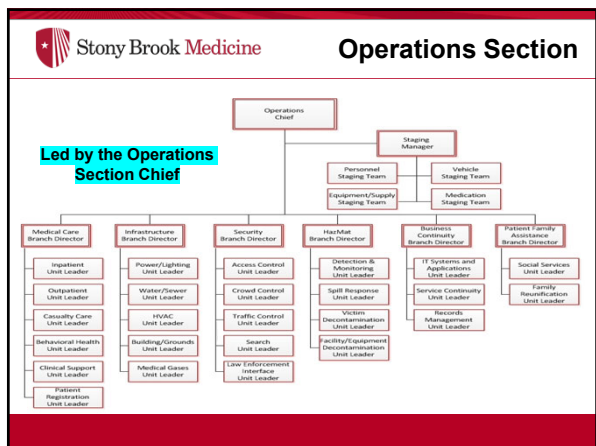 Stony Brook Medicine
Operations Section
Operations
Chief
Led by the Operations
Section Chief
Staging
Manager
Personnel
Staging Team
Vehicle
Staging Team
Equipment/Supply
Staging Team
Medication
Staging Team
Medical Care
Branch Director
Infrastructure
Branch Director
Security
Branch Director
HazMat
Branch Director
Business
Continuity
Branch Director
Patient Family
Assistance
Branch Director
Inpatient
Unit Leader
Outpatient
Unit Leader
Casualty Care
Unit Leader
Behavioral Health
Unit Leader
Clinical Support
Unit Leader
Patient
Registration
Unit Leader
Power/Lighting
Unit Leader
Water/Sewer
Unit Leader
HVAC
Unit Leader
Building/Grounds
Unit Leader
Medical Gases
Unit Leader
Access Control
Unit Leader
Crowd Control
Unit Leader
Traffic Control
Unit Leader
Search
Unit Leader
Law Enforcement
Interface
Unit Leader
Detection &
Monitoring
Unit Leader
Spill Response
Unit Leader
Victim
Decontamination
Unit Leader
Facility/Equipment
Decontamination
Unit Leader
IT Systems and
Applications
Unit Leader
Service Continuity
Unit Leader
Records
Management
Unit Leader
Social Services
Unit Leader
Family
Reunification
Unit Leader